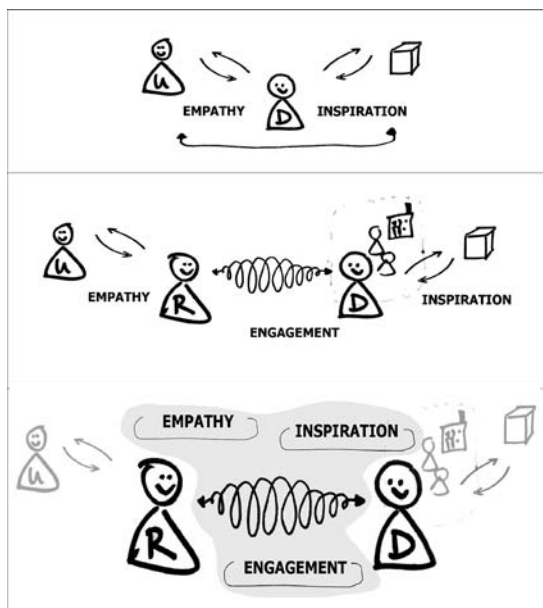 U
D
EMPATHY INSPIRATION
U
R
D
EMPATHY
INSPIRATION
ENGAGEMENT
EMPATHY
INSPIRATION
U
R
D
ENGAGEMENT